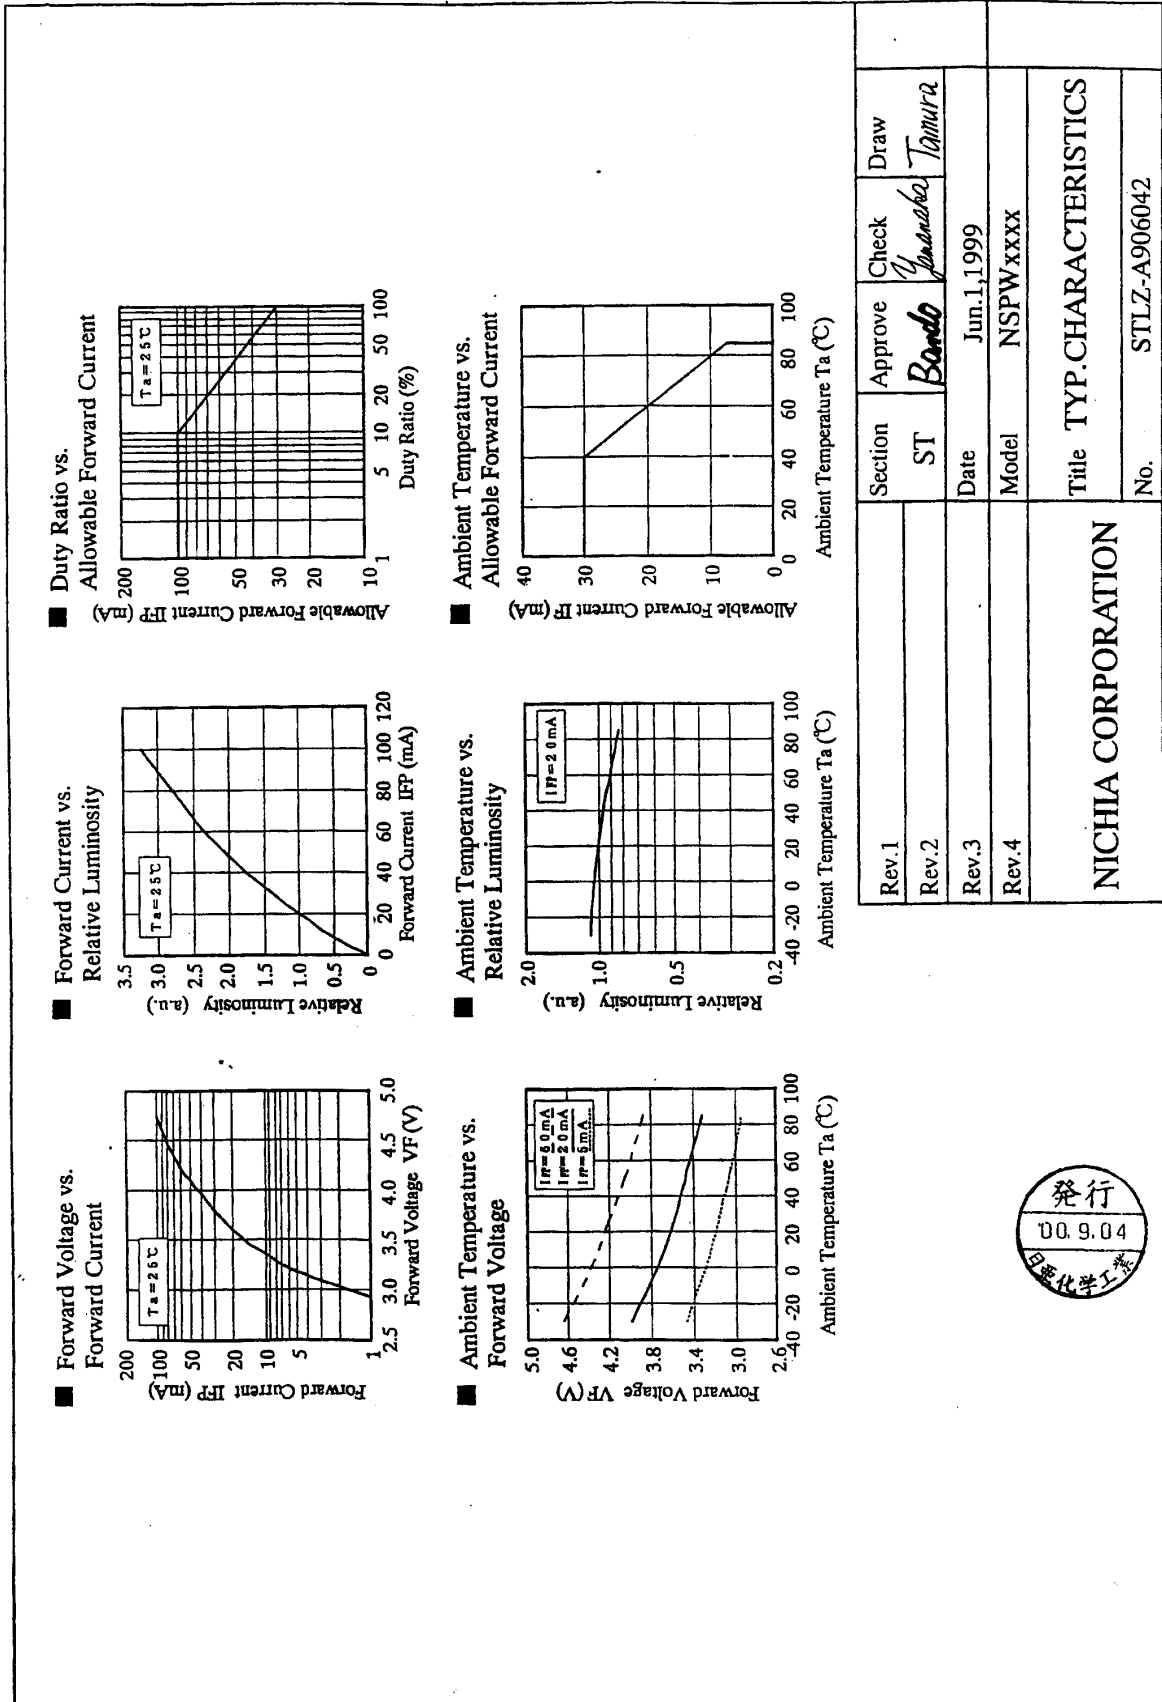 ■ Forward Voltage vs.
Forward Current
Ta=25℃
Forward Current IFP (mA)
200
100
50
20
10
5
1
2.5 3.0 3.5 4.0 4.5 5.0
Forward Voltage VF(V)
■ Forward Current vs.
Relative Luminosity
Ta=25℃
Relative Luminosity (a.u.)
3.5
3.0
2.5
2.0
1.5
1.0
0.5
0
0 20 40 60 80 100 120
Forward Current IFP (mA)
■ Duty Ratio vs.
Allowable Forward Current
Ta=25℃
Allowable Forward Current IFP (mA)
200
100
50
30
20
10
1 5 10 20 50 100
Duty Ratio (%)
■ Ambient Temperature vs.
Forward Voltage
IFP=60mA
IFP=20mA
IFP=5mA
Forward Voltage VF(V)
5.0
4.6
4.2
3.8
3.4
3.0
2.6
-40 -20 0 20 40 60 80 100
Ambient Temperature Ta (℃)
■ Ambient Temperature vs.
Relative Luminosity
IFP=20mA
Relative Luminosity (a.u.)
2.0
1.0
0.5
0.2
-40 -20 0 20 40 60 80 100
Ambient Temperature Ta (℃)
■ Ambient Temperature vs.
Allowable Forward Current
Allowable Forward Current IF (mA)
40
30
20
10
0
0 20 40 60 80 100
Ambient Temperature Ta (℃)
発行
'00.9.04
日亜化学工業
Rev.1
Rev.2
Rev.3
Rev.4
Section Approve Check Draw
ST Bando Yamanaka Tamura
Date Jun.1,1999
Model NSPWxxxx
NICHIA CORPORATION
Title TYP.CHARACTERISTICS
No. STLZ-A906042